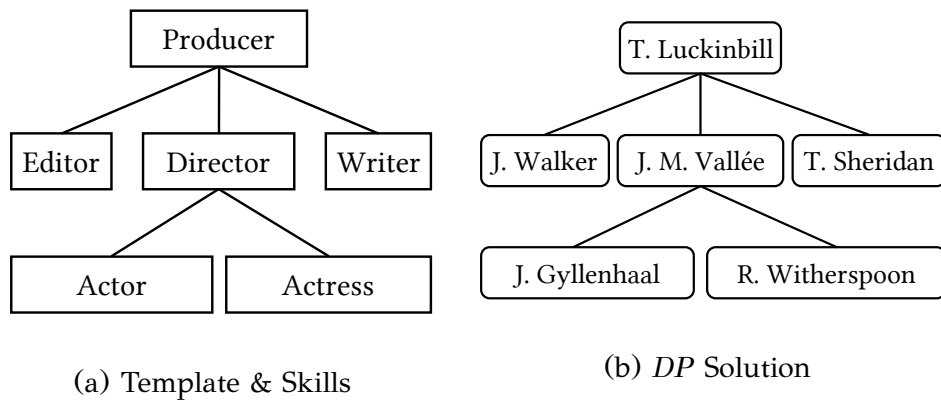 Producer
Editor
Director
Writer
Actor
Actress
(a) Template & Skills
T. Luckinbill
J. Walker
J. M. Vallée
T. Sheridan
J. Gyllenhaal
R. Witherspoon
(b) DP Solution